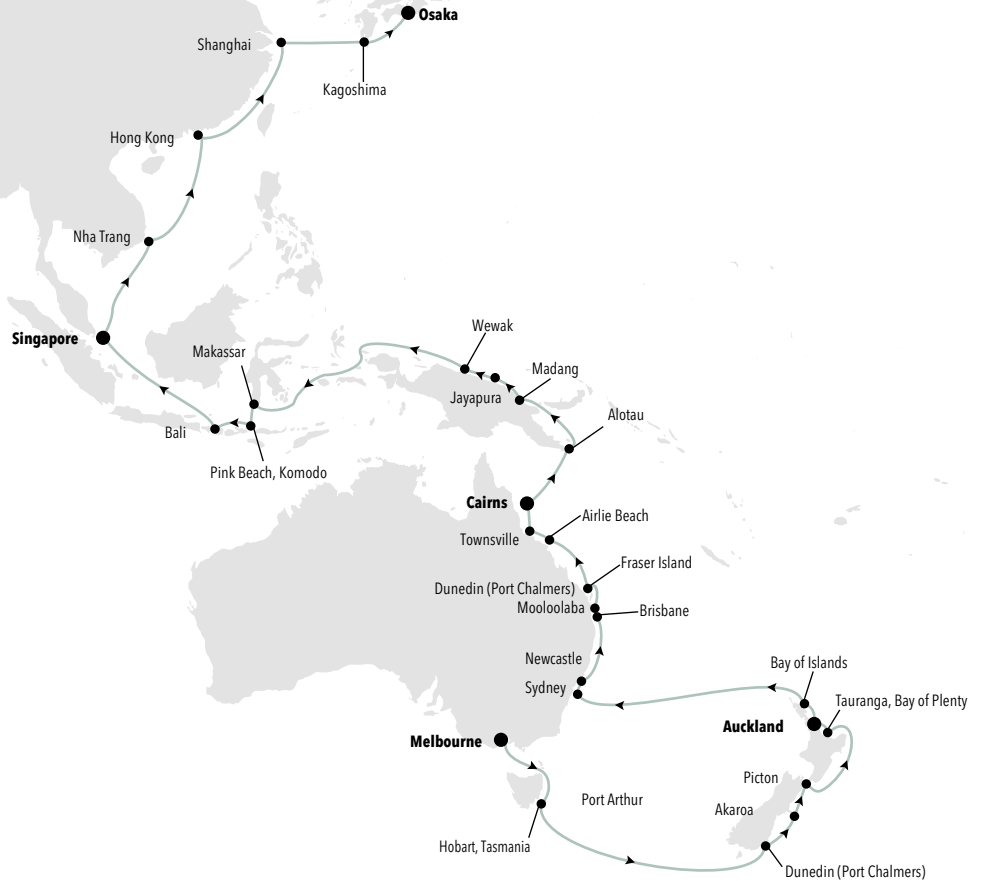 Osaka
Shanghai
Kagoshima
Hong Kong
Nha Trang
Singapore
Wewak
Makassar
Madang
Jayapura
Alotau
Bali
Pink Beach, Komodo
Cairns
Airlie Beach
Townsville
Fraser Island
Dunedin (Port Chalmers)
Mooloolaba
Brisbane
Newcastle
Bay of Islands
Sydney
Tauranga, Bay of Plenty
Auckland
Melbourne
Picton
Port Arthur
Akaroa
Hobart, Tasmania
Dunedin (Port Chalmers)